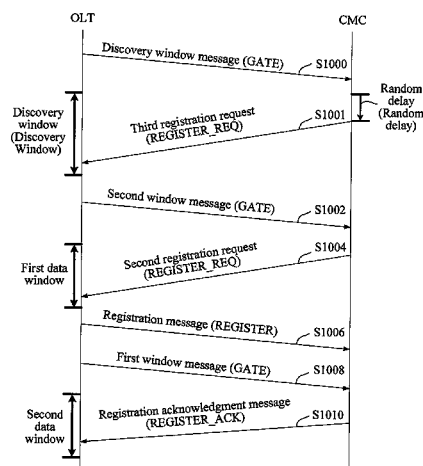 OLT
CMC
Discovery window message (GATE)
S1000
Discovery
window
(Discovery
Window)
Third registration request
(REGISTER_REQ)
S1001
Random
delay
(Random
delay)
Second window message (GATE)
S1002
First data
window
Second registration request
(REGISTER_REQ)
S1004
Registration message (REGISTER)
S1006
First window message (GATE)
S1008
Second
data
window
Registration acknowledgment message
(REGISTER_ACK)
S1010